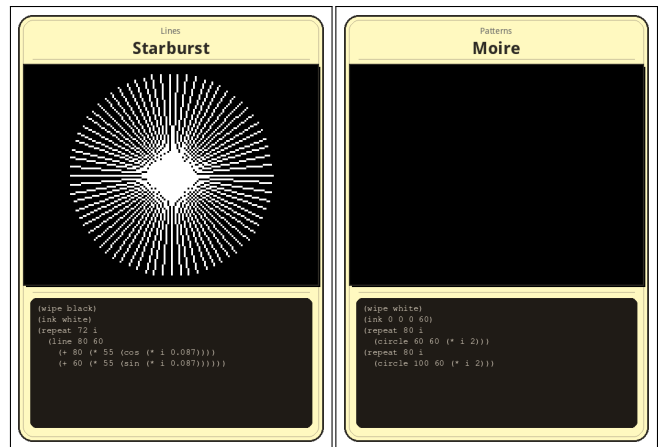 Lines
Starburst
(wipe black)
(ink white)
(repeat 72 i
(line 80 60
(+ 80 (* 55 (cos (* i 0.087))))
(+ 60 (* 55 (sin (* i 0.087))))))
Patterns
Moire
(wipe white)
(ink 0 0 0 60)
(repeat 80 i
(circle 60 60 (* i 2)))
(repeat 80 i
(circle 100 60 (* i 2)))